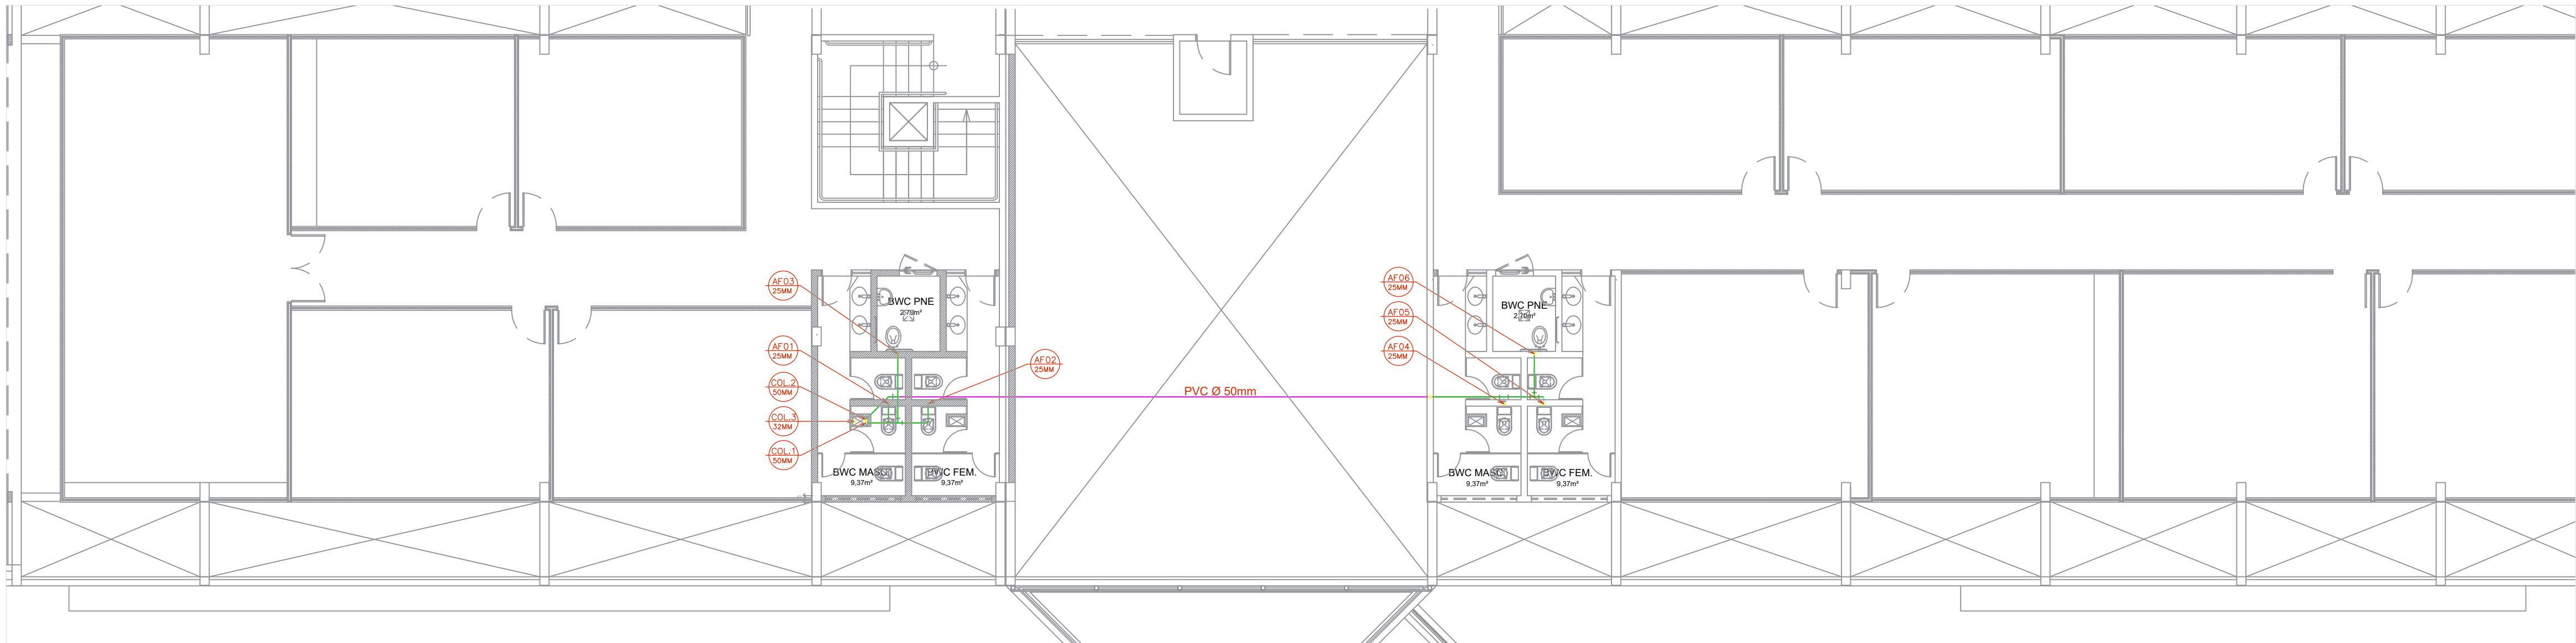 AF03
25MM
BWC PNE
2,70m²
AF01
25MM
AF02
25MM
COL.2
50MM
COL.3
32MM
COL.1
50MM
BWC MASC.
9,37m²
BWC FEM.
9,37m²
PVC Ø 50mm
AF06
25MM
BWC PNE
2,70m²
AF05
25MM
AF04
25MM
BWC MASC.
9,37m²
BWC FEM.
9,37m²